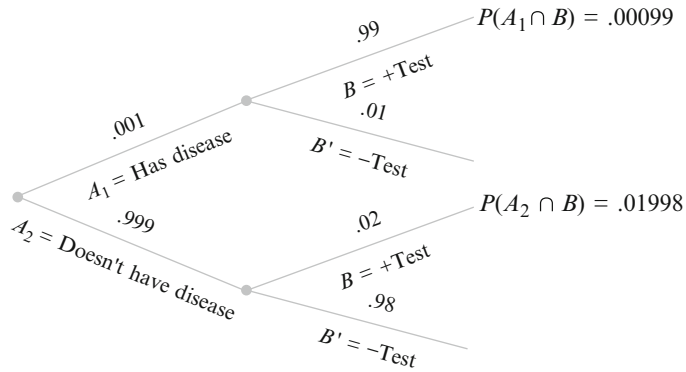 .99
P(A₁∩ B) = .00099
B = +Test
.001
.01
A₁ = Has disease
B' = −Test
.999
.02
P(A₂ ∩ B) = .01998
A₂ = Doesn't have disease
B = +Test
.98
B' = −Test